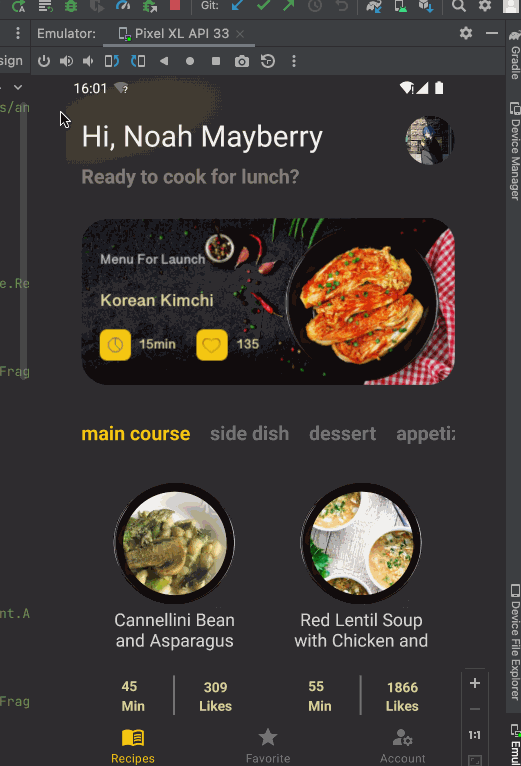 Git:
Emulator:
Pixel XL API 33
sign
s/an
16:01
Hi, Noah Mayberry
Ready to cook for lunch?
Menu For Launch
Korean Kimchi
15min
135
e.Re
Frag
main course
side dish
dessert
appetiz
Cannellini Bean
and Asparagus
Red Lentil Soup
with Chicken and
45
Min
309
Likes
55
Min
1866
Likes
nt.A
Frag
Recipes
Favorite
Account
1:1
Gradle
Device Manager
Device File Explorer
Emul